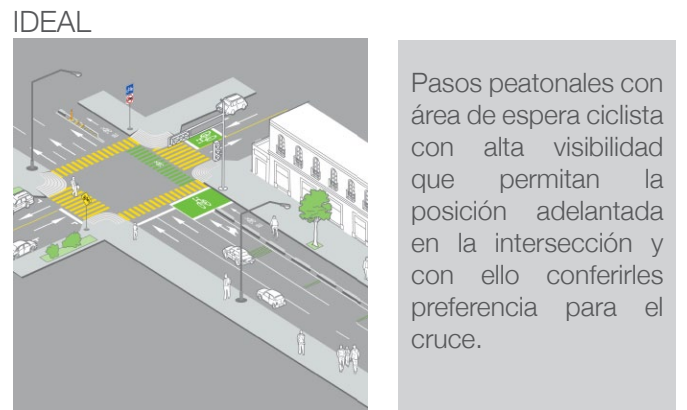 IDEAL
Pasos peatonales con
área de espera ciclista
con alta visibilidad
que permitan la
posición adelantada
en la intersección y
con ello conferirles
preferencia para el
cruce.